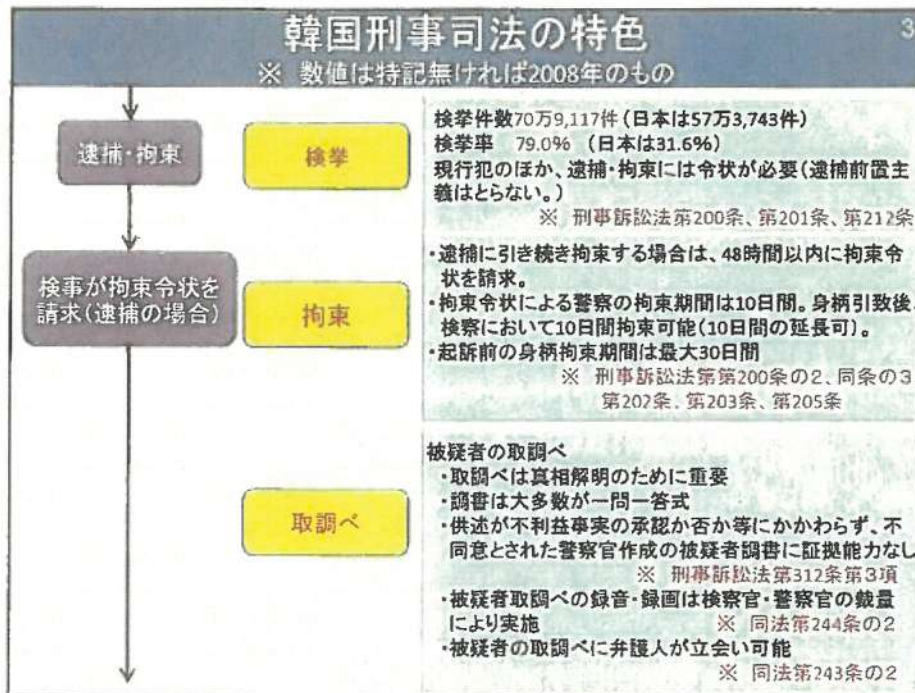 韓国刑事司法の特色
3
※ 数値は特記無ければ2008年のもの
逮捕・拘束
検挙
検挙件数70万9,117件(日本は57万3,743件)
検挙率 79.0% (日本は31.6%)
現行犯のほか、逮捕・拘束には令状が必要(逮捕前置主
義はとらない。)
※ 刑事訴訟法第200条、第201条、第212条
検事が拘束令状を
請求(逮捕の場合)
拘束
・逮捕に引き続き拘束する場合は、48時間以内に拘束令
状を請求。
・拘束令状による警察の拘束期間は10日間。身柄引致後
検察において10日間拘束可能(10日間の延長可)。
・起訴前の身柄拘束期間は最大30日間
※ 刑事訴訟法第第200条の2、同条の3
第202条、第203条、第205条
取調べ
被疑者の取調べ
・取調べは真相解明のために重要
・調書は大多数が一問一答式
・供述が不利益事実の承認か否か等にかかわらず、不
同意とされた警察官作成の被疑者調書に証拠能力なし
※ 刑事訴訟法第312条第3項
・被疑者取調べの録音・録画は検察官・警察官の裁量
により実施 ※ 同法第244条の2
・被疑者の取調べに弁護人が立会い可能
※ 同法第243条の2